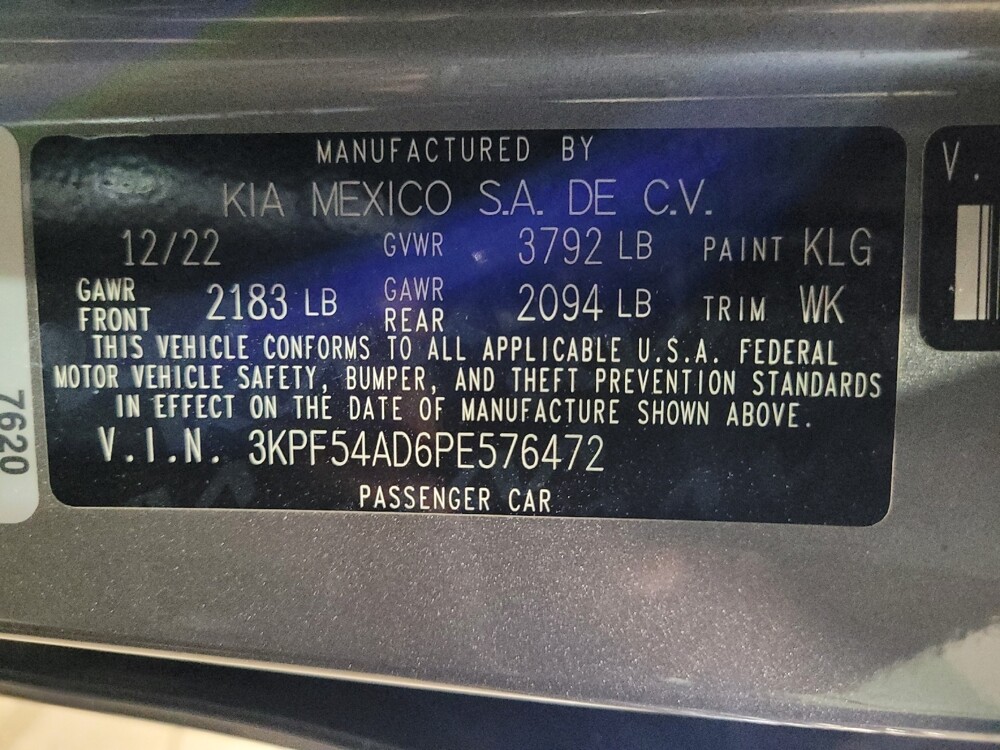 MANUFACTURED BY
KIA MEXICO S.A. DE C.V.
12/22 GVWR 3792 LB PAINT KLG
GAWR FRONT 2183 LB GAWR REAR 2094 LB TRIM WK
THIS VEHICLE CONFORMS TO ALL APPLICABLE U.S.A. FEDERAL
MOTOR VEHICLE SAFETY, BUMPER, AND THEFT PREVENTION STANDARDS
IN EFFECT ON THE DATE OF MANUFACTURE SHOWN ABOVE.
V.I.N. 3KPF54AD6PE576472
PASSENGER CAR
7620
V.